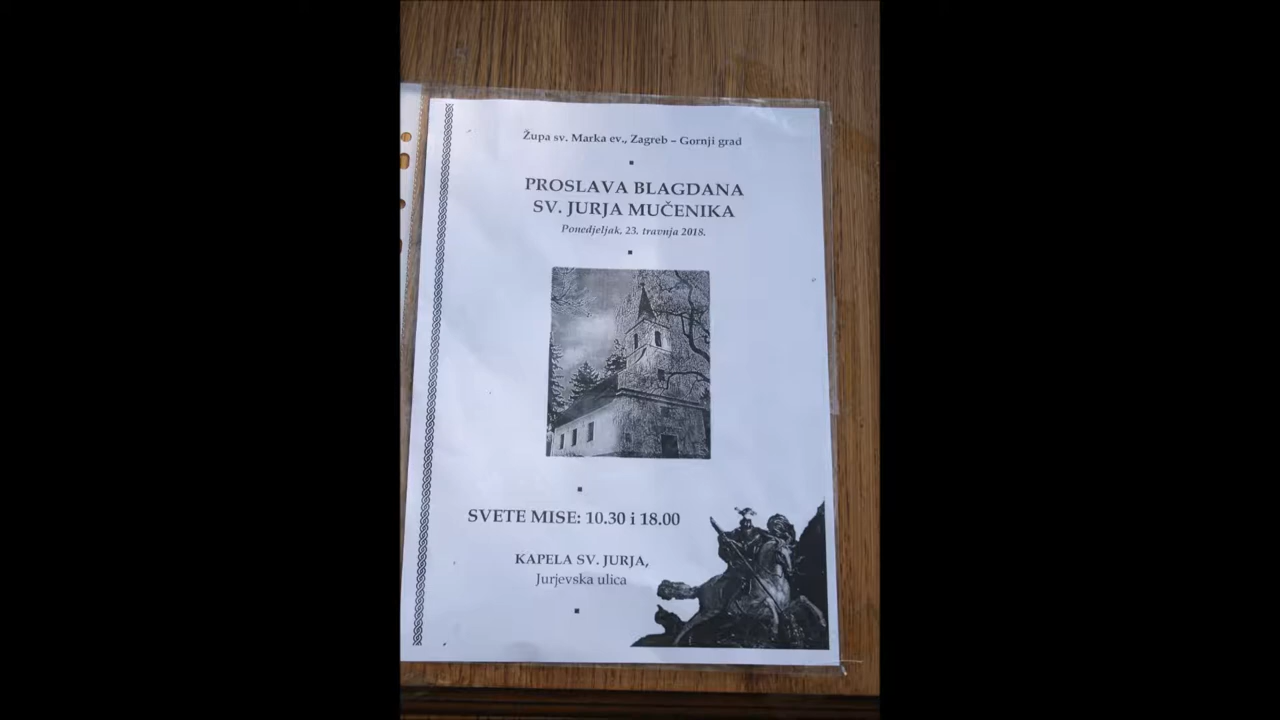 Župa sv. Marka ev., Zagreb – Gornji grad
PROSLAVA BLAGDANA
SV. JURJA MUČENIKA
Ponedjeljak, 23. travnja 2018.
SVETE MISE: 10.30 i 18.00
KAPELA SV. JURJA,
Jurjevska ulica